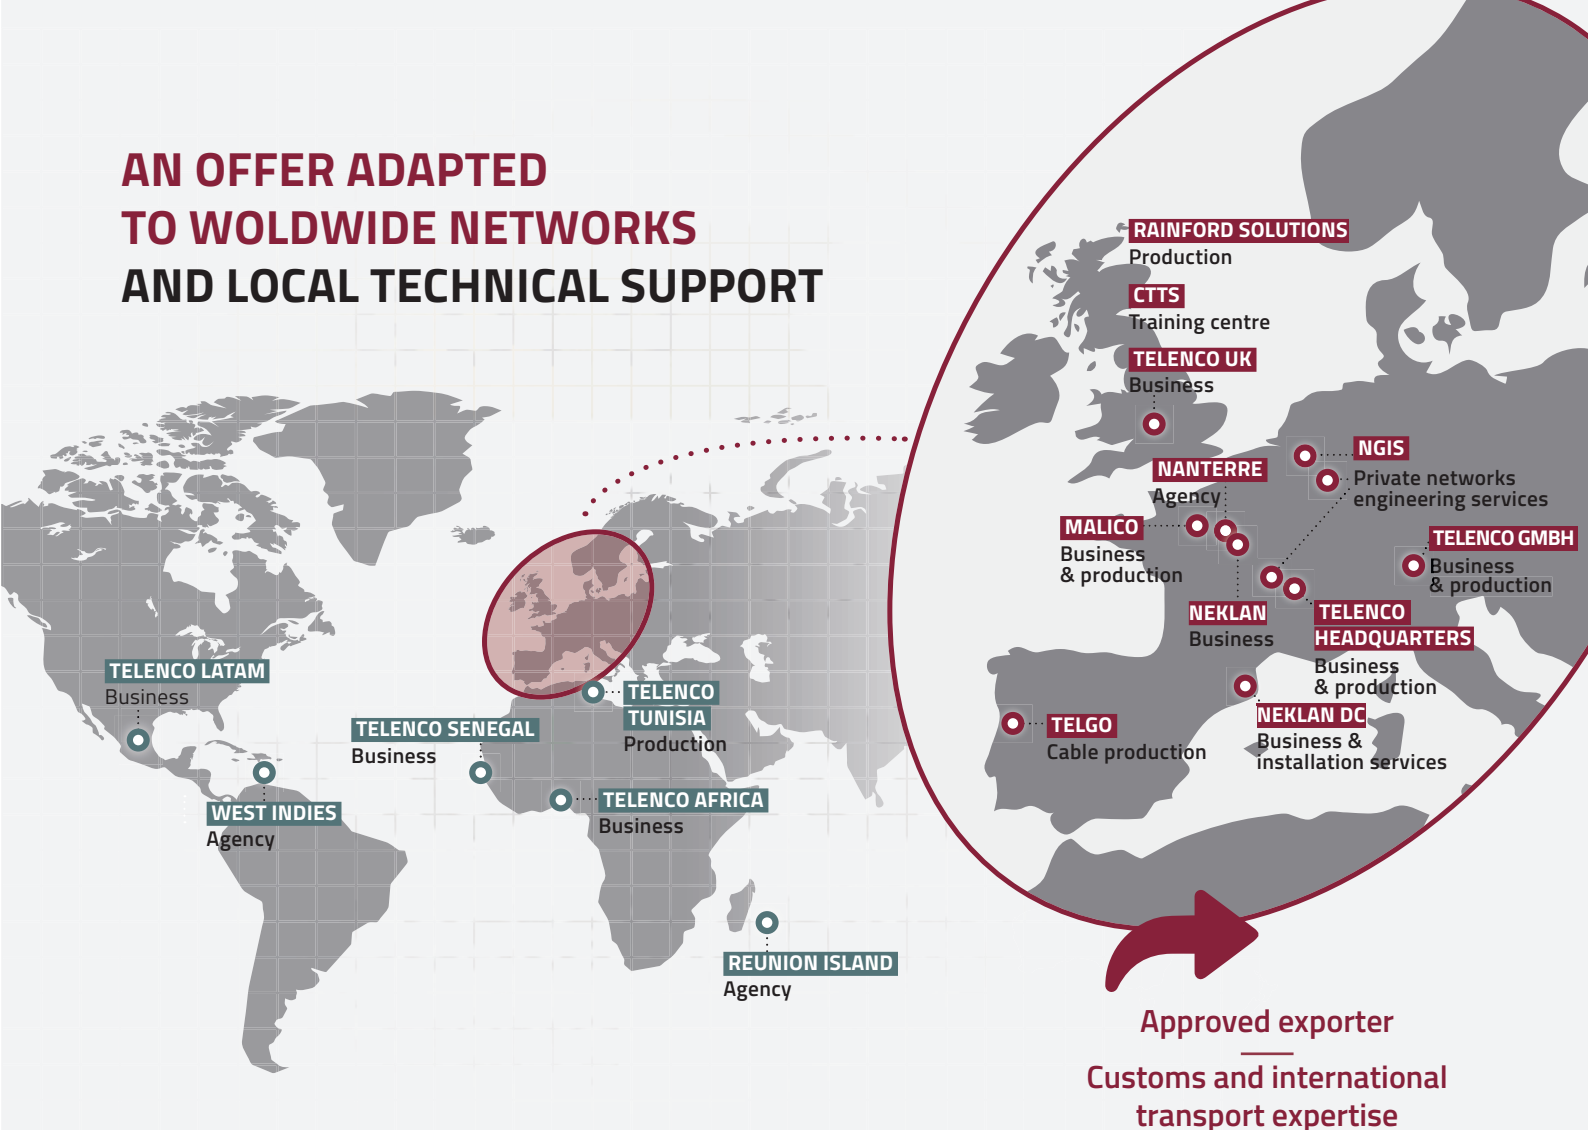 AN OFFER ADAPTED
TO WOLDWIDE NETWORKS
AND LOCAL TECHNICAL SUPPORT
TELENCO LATAM
Business
WEST INDIES
Agency
TELENCO SENEGAL
Business
TELENCO
TUNISIA
Production
TELENCO AFRICA
Business
REUNION ISLAND
Agency
RAINFORD SOLUTIONS
Production
CTTS
Training centre
TELENCO UK
Business
NANTERRE
Agency
MALICO
Business
& production
NEKLAN
Business
NGIS
Private networks
engineering services
TELENCO GMBH
Business
& production
TELENCO
HEADQUARTERS
Business
& production
NEKLAN DC
Business &
installation services
TELGO
Cable production
Approved exporter
Customs and international
transport expertise